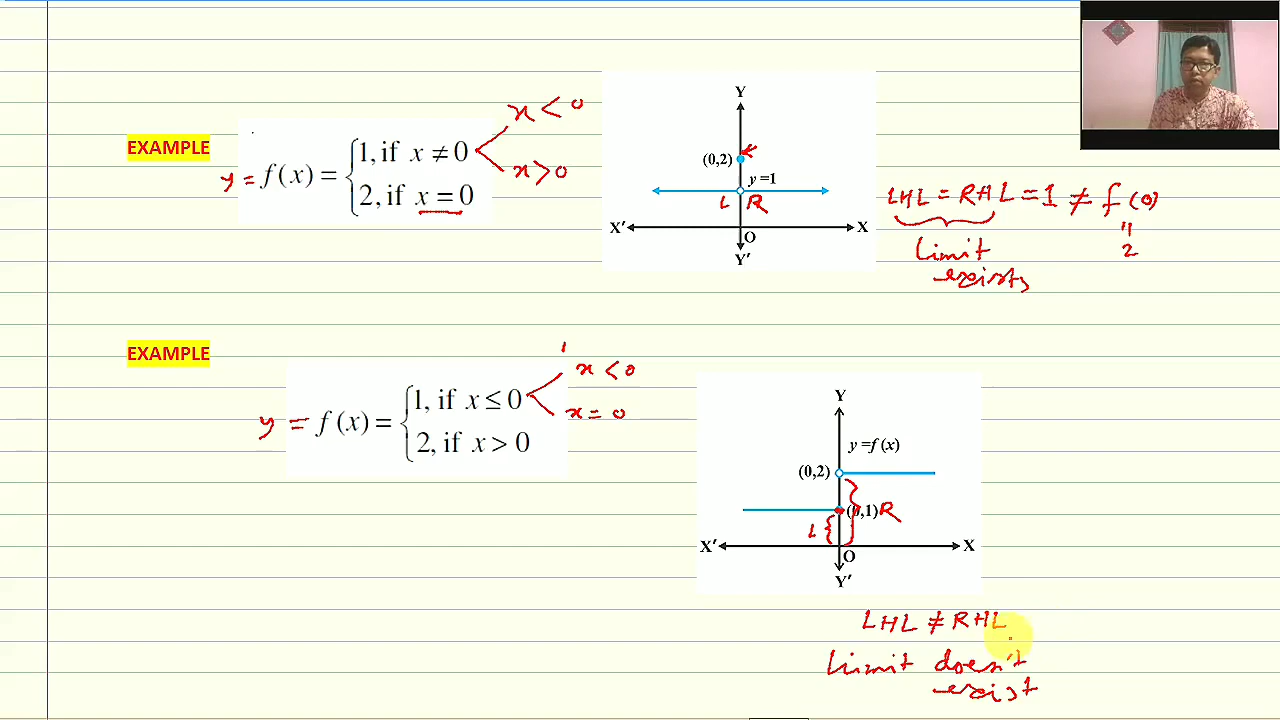 EXAMPLE
y = f(x) = { 1, if x ≠ 0
2, if x = 0
x < 0
x > 0
Y
(0,2)
y =1
L R
X′ X
O
Y′
LHL = RHL = 1 ≠ f(0)
"
2
Limit
exists
EXAMPLE
y = f(x) = { 1, if x ≤ 0
2, if x > 0
x < 0
x = 0
Y
y =f(x)
(0,2)
(0,1) R
L
X′ X
O
Y′
LHL ≠ RHL
Limit doesn't
exist